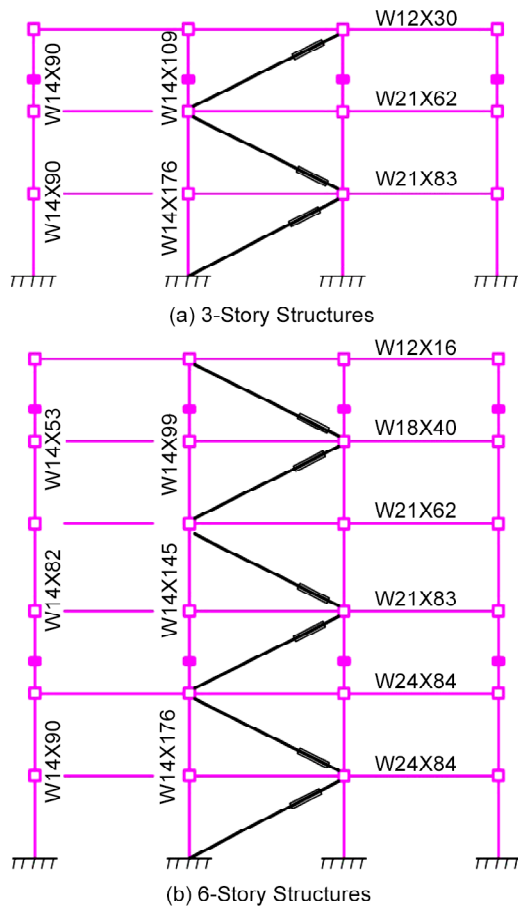 W12X30
W14X90
W14X109
W21X62
W21X83
W14X90
W14X176
(a) 3-Story Structures
W12X16
W18X40
W14X53
W14X99
W21X62
W14X82
W14X145
W21X83
W24X84
W14X90
W14X176
W24X84
(b) 6-Story Structures